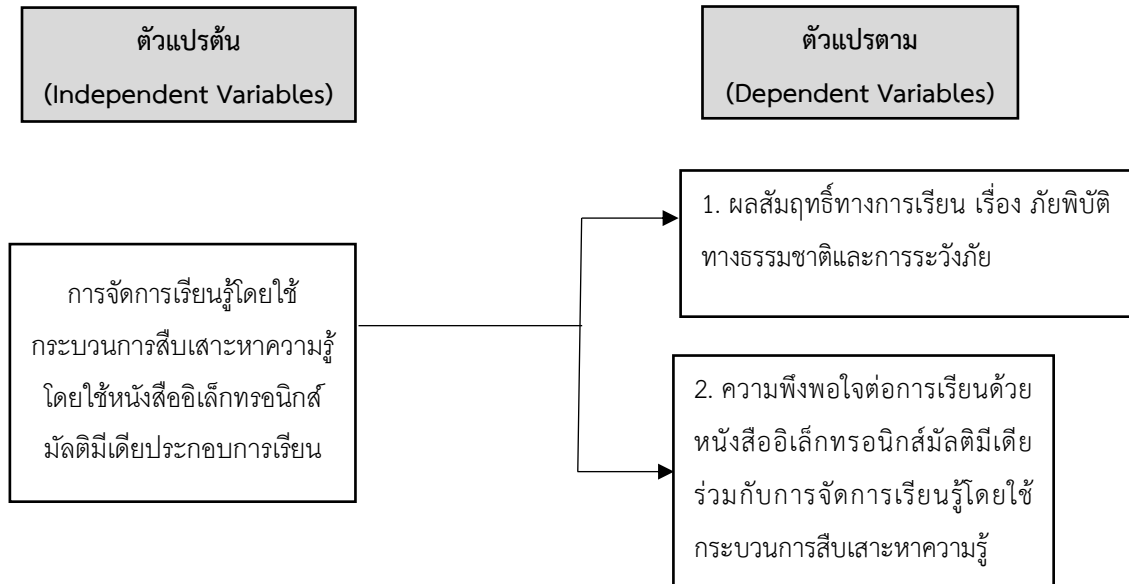 ตัวแปรต้น
(Independent Variables)
ตัวแปรตาม
(Dependent Variables)
การจัดการเรียนรู้โดยใช้
กระบวนการสืบเสาะหาความรู้
โดยใช้หนังสืออิเล็กทรอนิกส์
มัลติมีเดียประกอบการเรียน
1. ผลสัมฤทธิ์ทางการเรียน เรื่อง ภัยพิบัติ
ทางธรรมชาติและการระวังภัย
2. ความพึงพอใจต่อการเรียนด้วย
หนังสืออิเล็กทรอนิกส์มัลติมีเดีย
ร่วมกับการจัดการเรียนรู้โดยใช้
กระบวนการสืบเสาะหาความรู้